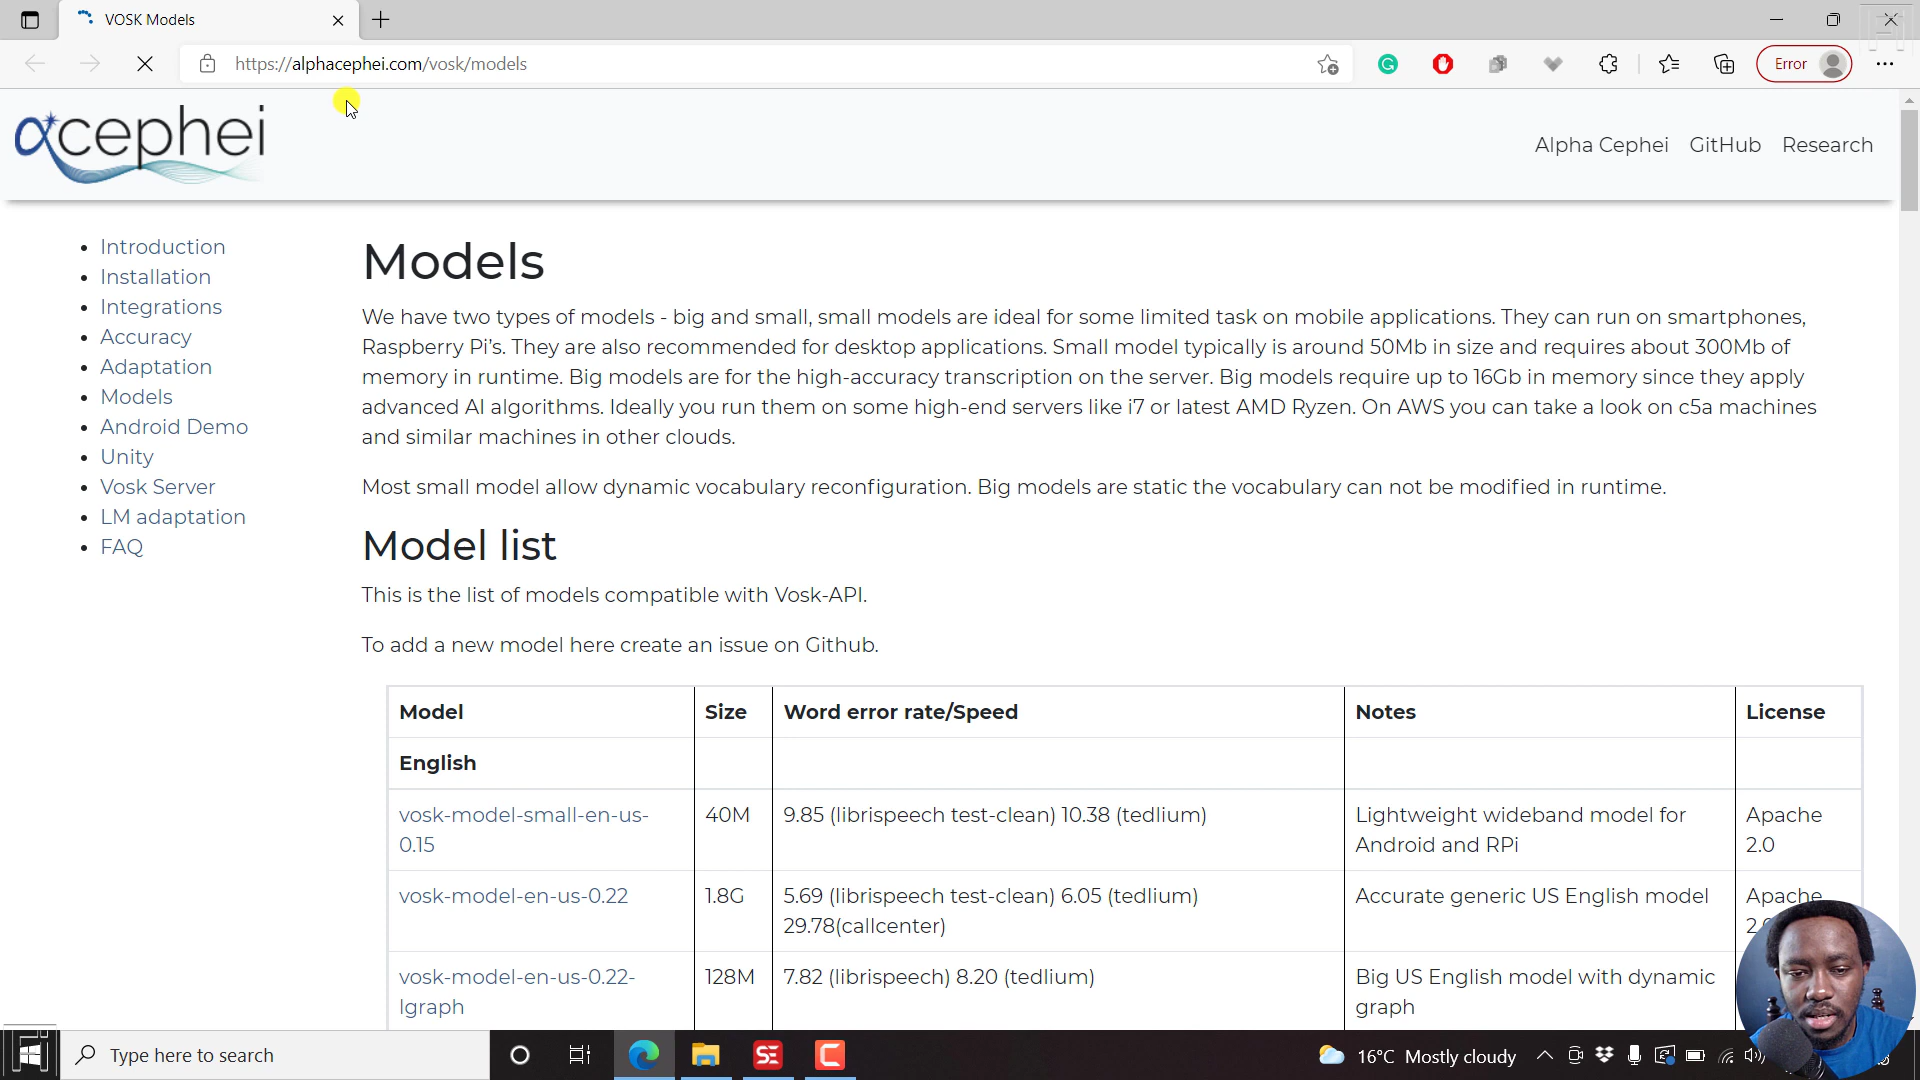 VOSK Models
https://alphacephei.com/vosk/models
Error
αcephei
Alpha Cephei GitHub Research
Introduction
Installation
Integrations
Accuracy
Adaptation
Models
Android Demo
Unity
Vosk Server
LM adaptation
FAQ
Models
We have two types of models - big and small, small models are ideal for some limited task on mobile applications. They can run on smartphones,
Raspberry Pi's. They are also recommended for desktop applications. Small model typically is around 50Mb in size and requires about 300Mb of
memory in runtime. Big models are for the high-accuracy transcription on the server. Big models require up to 16Gb in memory since they apply
advanced AI algorithms. Ideally you run them on some high-end servers like i7 or latest AMD Ryzen. On AWS you can take a look on c5a machines
and similar machines in other clouds.
Most small model allow dynamic vocabulary reconfiguration. Big models are static the vocabulary can not be modified in runtime.
Model list
This is the list of models compatible with Vosk-API.
To add a new model here create an issue on Github.
Model Size Word error rate/Speed Notes License
English
vosk-model-small-en-us- 40M 9.85 (librispeech test-clean) 10.38 (tedlium) Lightweight wideband model for Apache
0.15 Android and RPi 2.0
vosk-model-en-us-0.22 1.8G 5.69 (librispeech test-clean) 6.05 (tedlium) Accurate generic US English model Apache
29.78(callcenter)
vosk-model-en-us-0.22- 128M 7.82 (librispeech) 8.20 (tedlium) Big US English model with dynamic
lgraph graph
Type here to search
SE
C
16°C Mostly cloudy